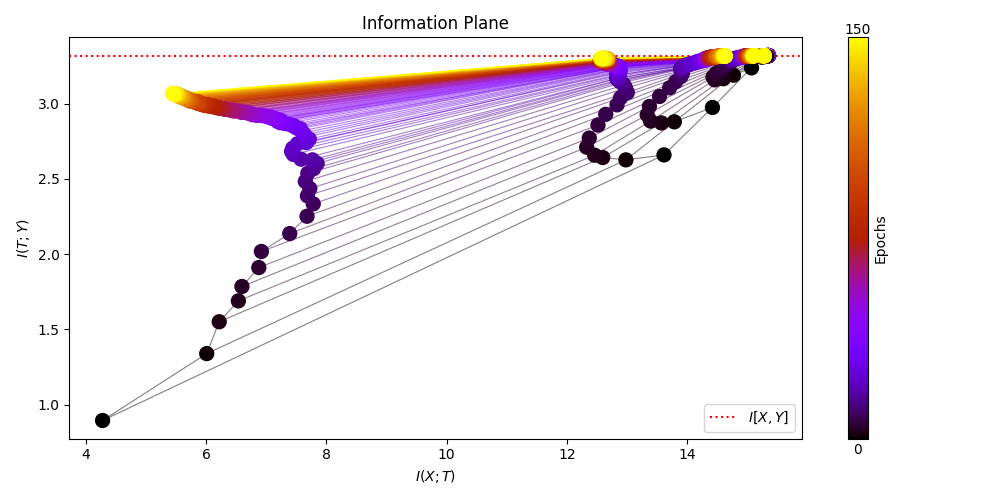 Information Plane
150
3.0
2.5
2.0
1.5
1.0
I(T; Y)
4 6 8 10 12 14
I(X; T)
I[X, Y]
Epochs
0